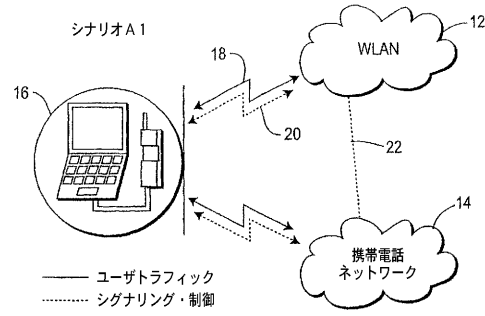 シナリオA1
12
18
WLAN
16
20
22
14
携帯電話
ネットワーク
ユーザトラフィック
シグナリング・制御